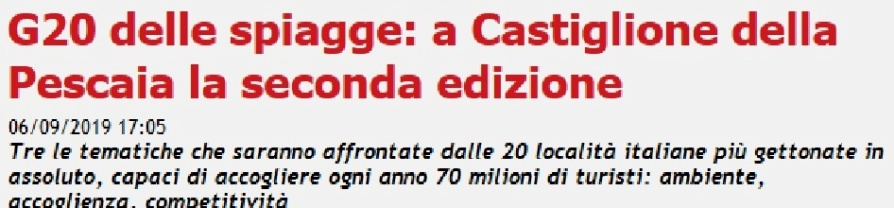 G20 delle spiagge: a Castiglione della
Pescaia la seconda edizione
06/09/2019 17:05
Tre le tematiche che saranno affrontate dalle 20 località italiane più gettonate in
assoluto, capaci di accogliere ogni anno 70 milioni di turisti: ambiente,
accoglienza, competitività